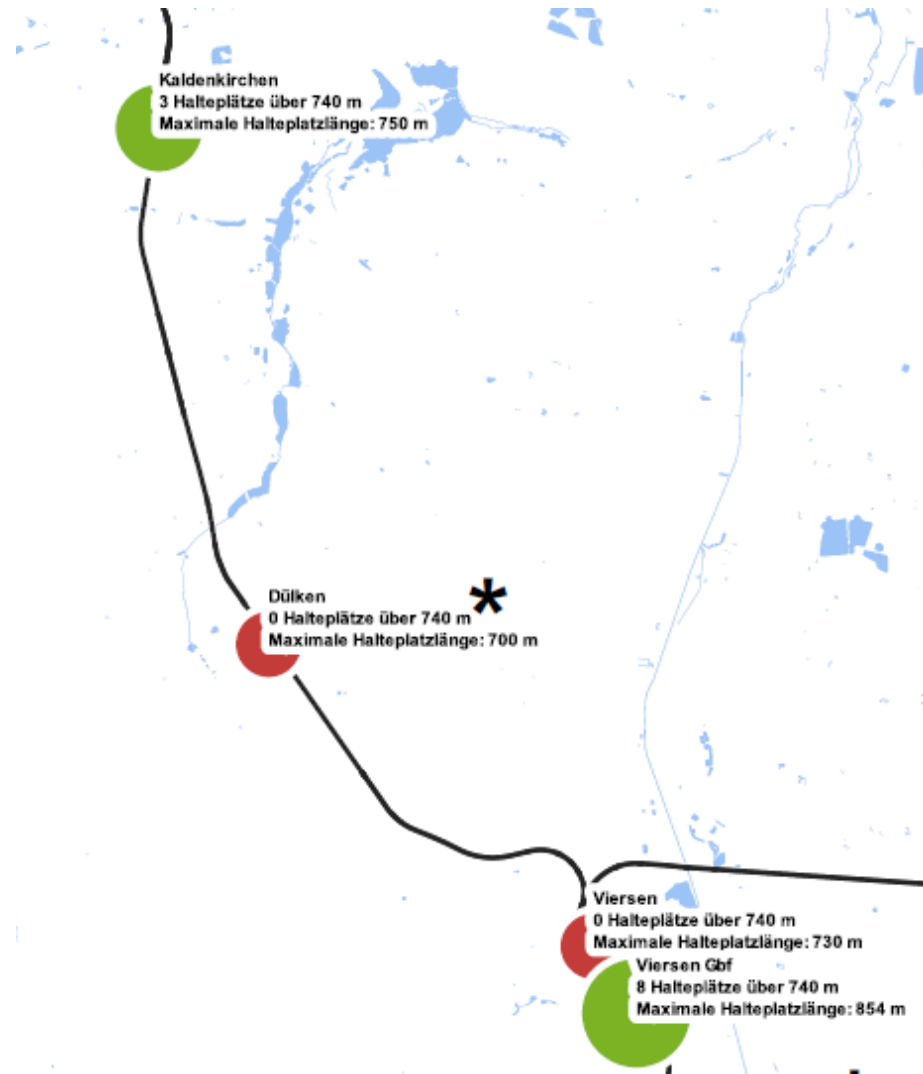 Kaldenkirchen
3 Halteplätze über 740 m
Maximale Halteplatzlänge: 750 m
Dülken
0 Halteplätze über 740 m *
Maximale Halteplatzlänge: 700 m
Viersen
0 Halteplätze über 740 m
Maximale Halteplatzlänge: 730 m
Viersen Gbf
8 Halteplätze über 740 m
Maximale Halteplatzlänge: 854 m